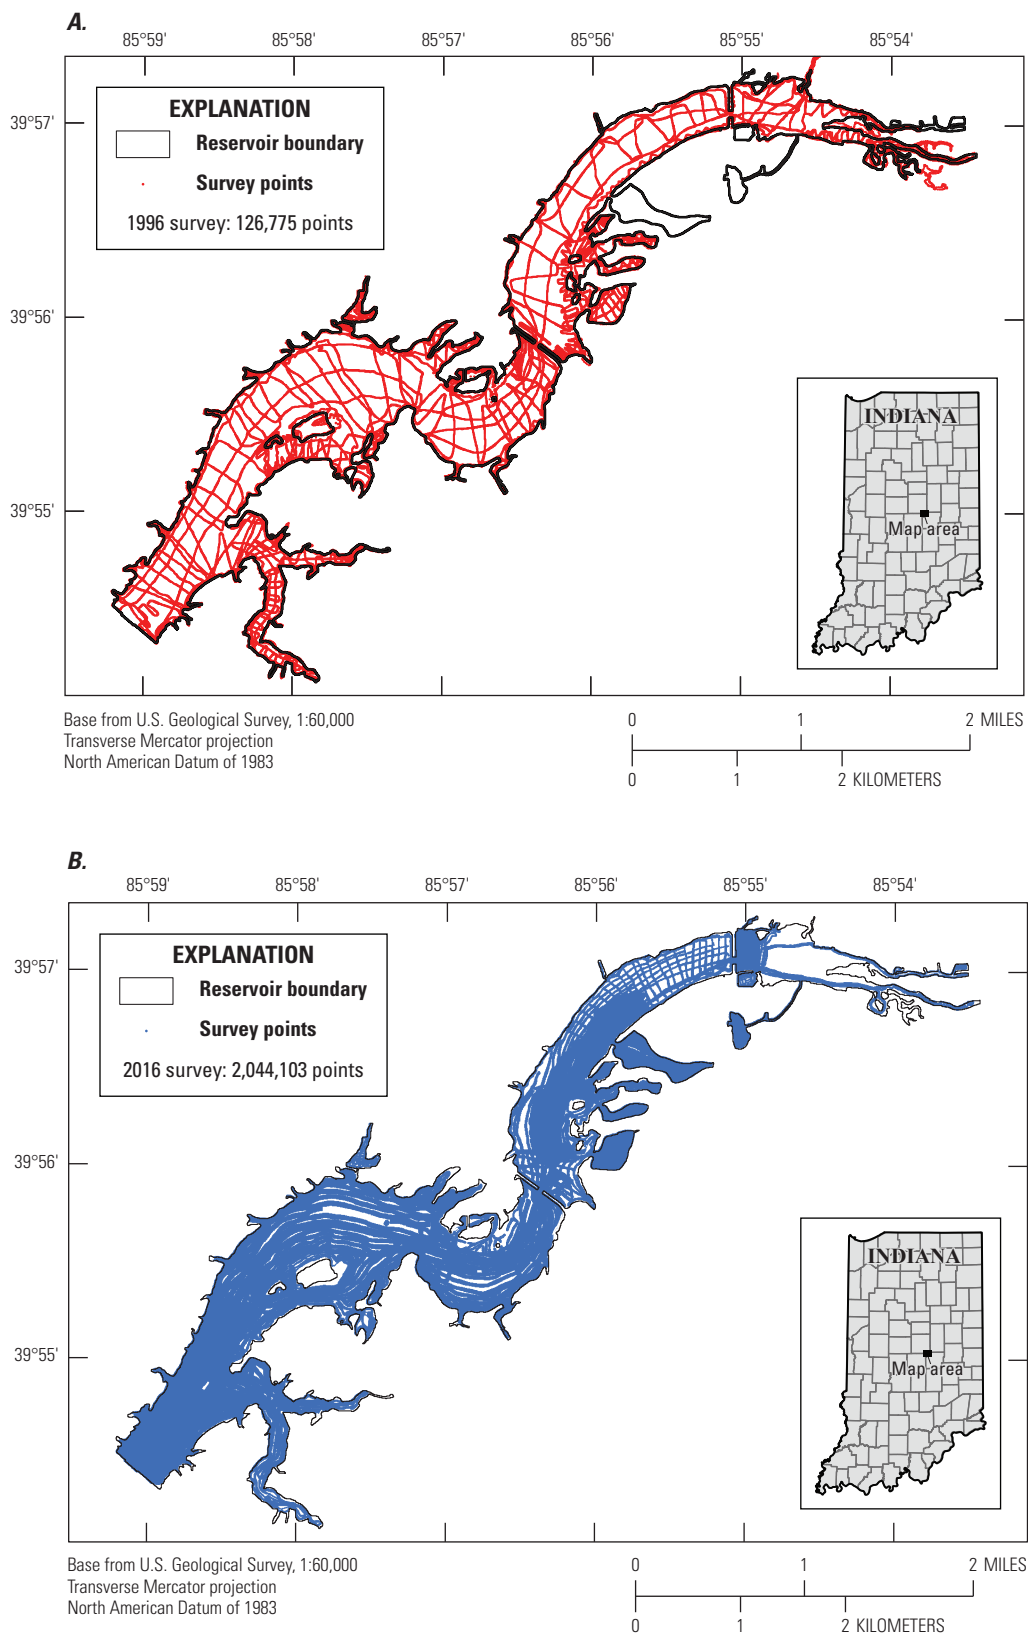 A.
85°59' 85°58' 85°57' 85°56' 85°55' 85°54'
39°57'
39°56'
39°55'
EXPLANATION
Reservoir boundary
Survey points
1996 survey: 126,775 points
INDIANA
Map area
Base from U.S. Geological Survey, 1:60,000
Transverse Mercator projection
North American Datum of 1983
0 1 2 MILES
0 1 2 KILOMETERS
B.
85°59' 85°58' 85°57' 85°56' 85°55' 85°54'
39°57'
39°56'
39°55'
EXPLANATION
Reservoir boundary
Survey points
2016 survey: 2,044,103 points
INDIANA
Map area
Base from U.S. Geological Survey, 1:60,000
Transverse Mercator projection
North American Datum of 1983
0 1 2 MILES
0 1 2 KILOMETERS